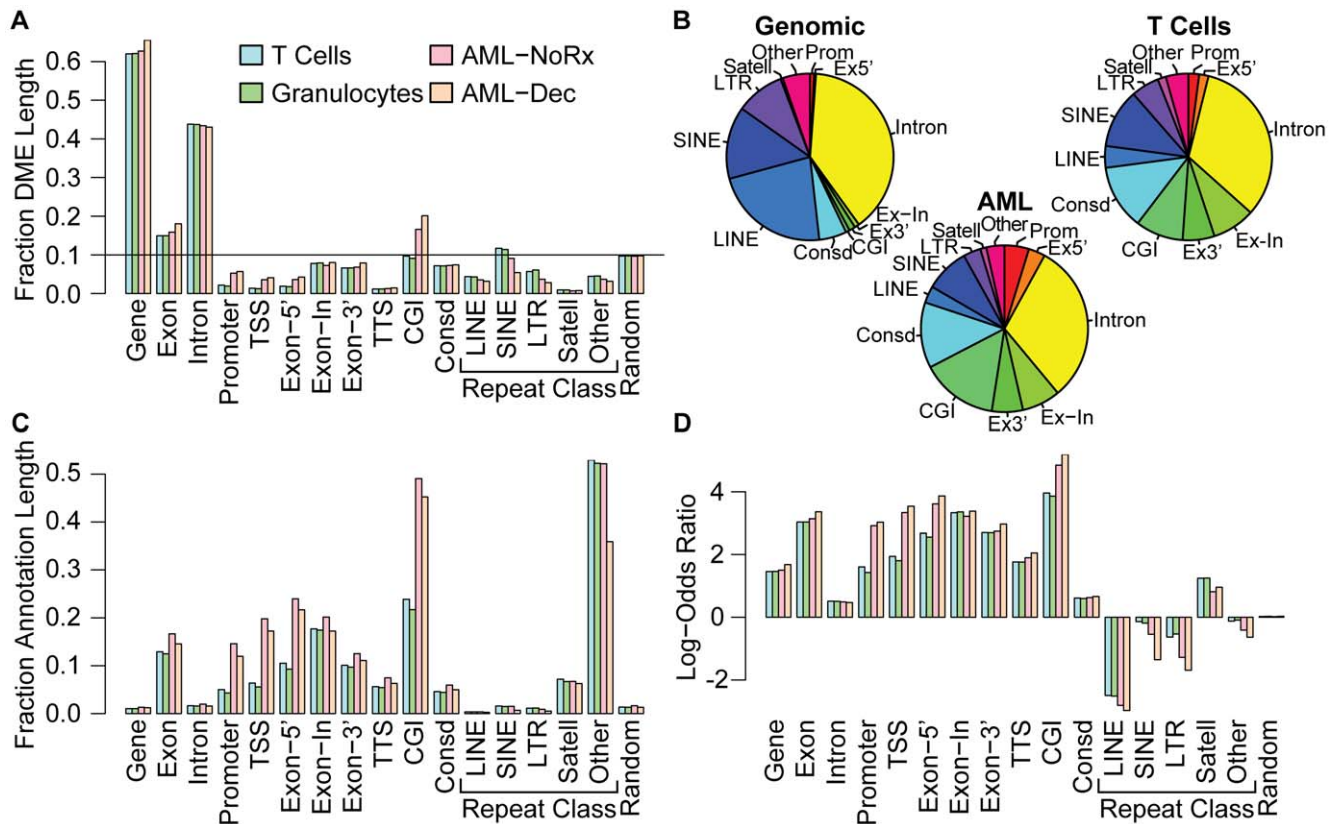 A
Fraction DME Length
0.6
0.5
0.4
0.3
0.2
0.1
0.0
T Cells
Granulocytes
AML−NoRx
AML−Dec
Gene
Exon
Intron
Promoter
TSS
Exon−5’
Exon−In
Exon−3’
TTS
CGI
Consd
LINE
SINE
LTR
Satell
Other
Random
Repeat Class
B
Genomic
Other
Prom
Ex5’
Satell
LTR
SINE
LINE
Consd
CGI
Ex3’
Ex−In
Intron
T Cells
Other
Prom
Ex5’
Satell
LTR
SINE
LINE
Consd
CGI
Ex3’
Ex−In
Intron
AML
Other
Prom
Ex5’
Satell
LTR
SINE
LINE
Consd
CGI
Ex3’
Ex−In
Intron
C
Fraction Annotation Length
0.5
0.4
0.3
0.2
0.1
0.0
Gene
Exon
Intron
Promoter
TSS
Exon−5’
Exon−In
Exon−3’
TTS
CGI
Consd
LINE
SINE
LTR
Satell
Other
Random
Repeat Class
D
Log−Odds Ratio
4
2
0
-2
Gene
Exon
Intron
Promoter
TSS
Exon−5’
Exon−In
Exon−3’
TTS
CGI
Consd
LINE
SINE
LTR
Satell
Other
Random
Repeat Class